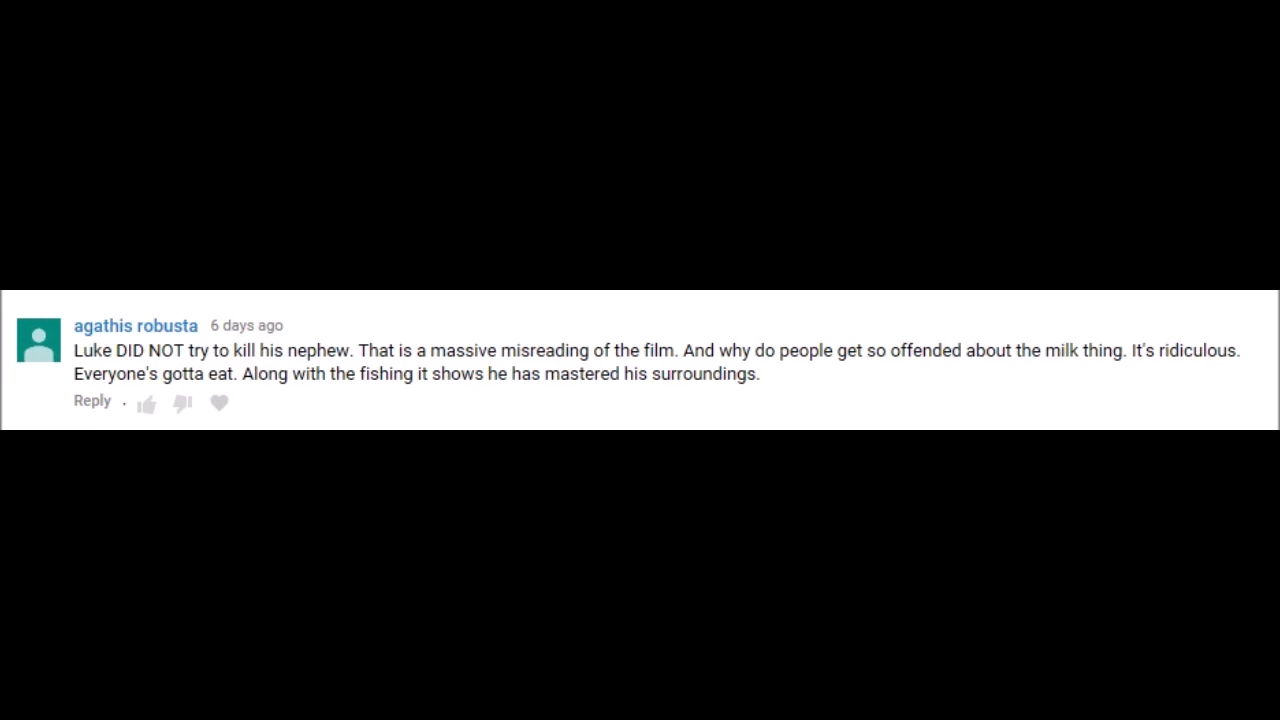 agathis robusta 6 days ago
Luke DID NOT try to kill his nephew. That is a massive misreading of the film. And why do people get so offended about the milk thing. It's ridiculous.
Everyone's gotta eat. Along with the fishing it shows he has mastered his surroundings.
Reply .